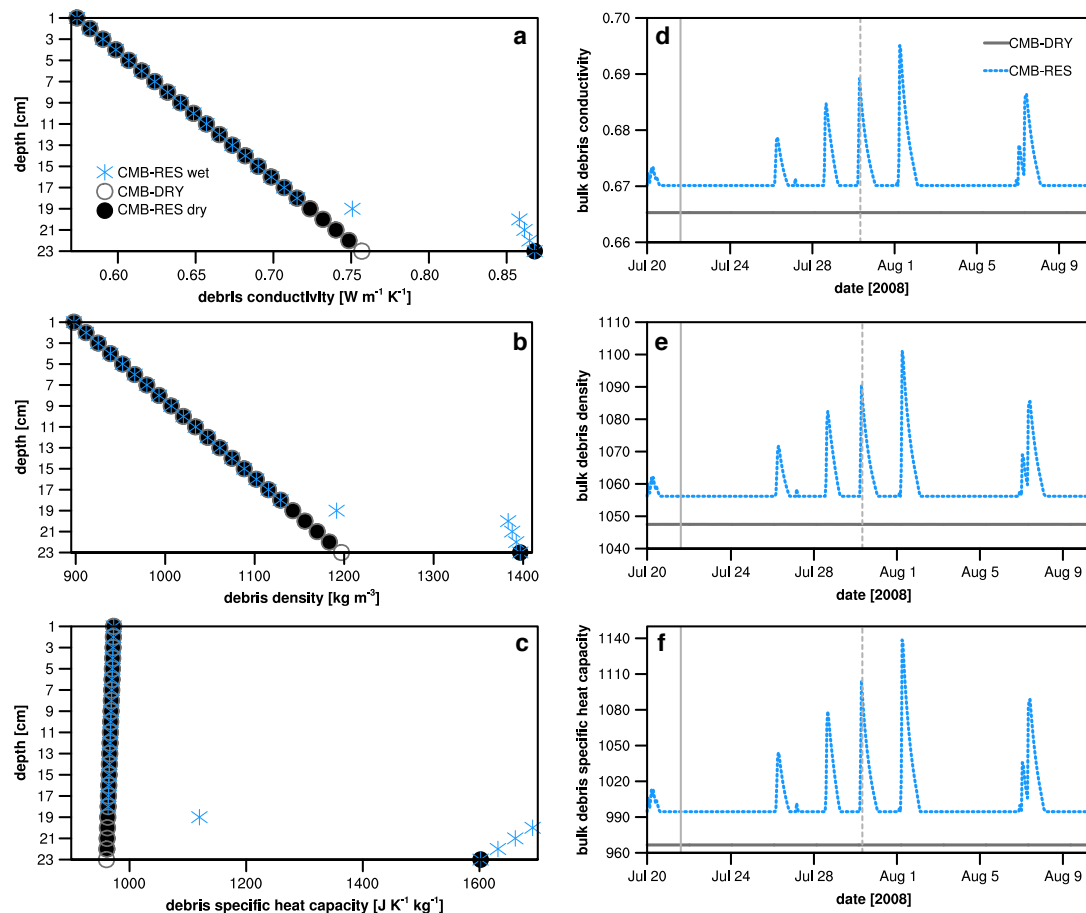 a
depth [cm]
1
3
5
7
9
11
13
15
17
19
21
23
CMB-RES wet
CMB-DRY
CMB-RES dry
0.60
0.65
0.70
0.75
0.80
0.85
debris conductivity [W m⁻¹ K⁻¹]
d
bulk debris conductivity
0.70
0.69
0.68
0.67
0.66
CMB-DRY
CMB-RES
Jul 20
Jul 24
Jul 28
Aug 1
Aug 5
Aug 9
date [2008]
b
depth [cm]
1
3
5
7
9
11
13
15
17
19
21
23
900
1000
1100
1200
1300
1400
debris density [kg m⁻³]
e
bulk debris density
1110
1100
1090
1080
1070
1060
1050
1040
Jul 20
Jul 24
Jul 28
Aug 1
Aug 5
Aug 9
date [2008]
c
depth [cm]
1
3
5
7
9
11
13
15
17
19
21
23
1000
1200
1400
1600
debris specific heat capacity [J K⁻¹ kg⁻¹]
f
bulk debris specific heat capacity
1140
1110
1080
1050
1020
990
960
Jul 20
Jul 24
Jul 28
Aug 1
Aug 5
Aug 9
date [2008]